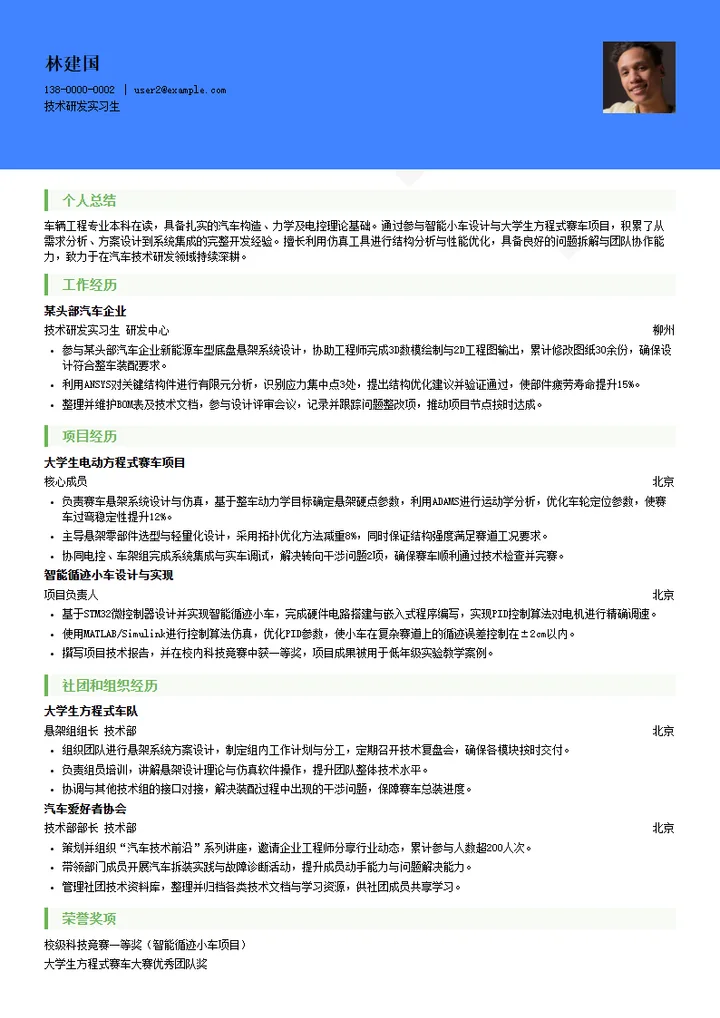 林建国
138-0000-0002 | user2@example.com
技术研发实习生
个人总结
车辆工程专业本科在读，具备扎实的汽车构造、力学及电控理论基础。通过参与智能小车设计与大学生方程式赛车项目，积累了从
需求分析、方案设计到系统集成的完整开发经验。擅长利用仿真工具进行结构分析与性能优化，具备良好的问题拆解与团队协作能
力，致力于在汽车技术研发领域持续深耕。
工作经历
某头部汽车企业
技术研发实习生 研发中心 柳州
• 参与某头部汽车企业新能源车型底盘悬架系统设计，协助工程师完成3D数模绘制与2D工程图输出，累计修改图纸30余份，确保设
计符合整车装配要求。
• 利用ANSYS对关键结构件进行有限元分析，识别应力集中点3处，提出结构优化建议并验证通过，使部件疲劳寿命提升15%。
• 整理并维护BOM表及技术文档，参与设计评审会议，记录并跟踪问题整改项，推动项目节点按时达成。
项目经历
大学生电动方程式赛车项目
核心成员 北京
• 负责赛车悬架系统设计与仿真，基于整车动力学目标确定悬架硬点参数，利用ADAMS进行运动学分析，优化车轮定位参数，使赛
车过弯稳定性提升12%。
• 主导悬架零部件选型与轻量化设计，采用拓扑优化方法减重8%，同时保证结构强度满足赛道工况要求。
• 协同电控、车架组完成系统集成与实车调试，解决转向干涉问题2项，确保赛车顺利通过技术检查并完赛。
智能循迹小车设计与实现
项目负责人 北京
• 基于STM32微控制器设计并实现智能循迹小车，完成硬件电路搭建与嵌入式程序编写，实现PID控制算法对电机进行精确调速。
• 使用MATLAB/Simulink进行控制算法仿真，优化PID参数，使小车在复杂赛道上的循迹误差控制在±2cm以内。
• 撰写项目技术报告，并在校内科技竞赛中获一等奖，项目成果被用于低年级实验教学案例。
社团和组织经历
大学生方程式车队
悬架组组长 技术部 北京
• 组织团队进行悬架系统方案设计，制定组内工作计划与分工，定期召开技术复盘会，确保各模块按时交付。
• 负责组员培训，讲解悬架设计理论与仿真软件操作，提升团队整体技术水平。
• 协调与其他技术组的接口对接，解决装配过程中出现的干涉问题，保障赛车总装进度。
汽车爱好者协会
技术部部长 技术部 北京
• 策划并组织“汽车技术前沿”系列讲座，邀请企业工程师分享行业动态，累计参与人数超200人次。
• 带领部门成员开展汽车拆装实践与故障诊断活动，提升成员动手能力与问题解决能力。
• 管理社团技术资料库，整理并归档各类技术文档与学习资源，供社团成员共享学习。
荣誉奖项
校级科技竞赛一等奖（智能循迹小车项目）
大学生方程式赛车大赛优秀团队奖